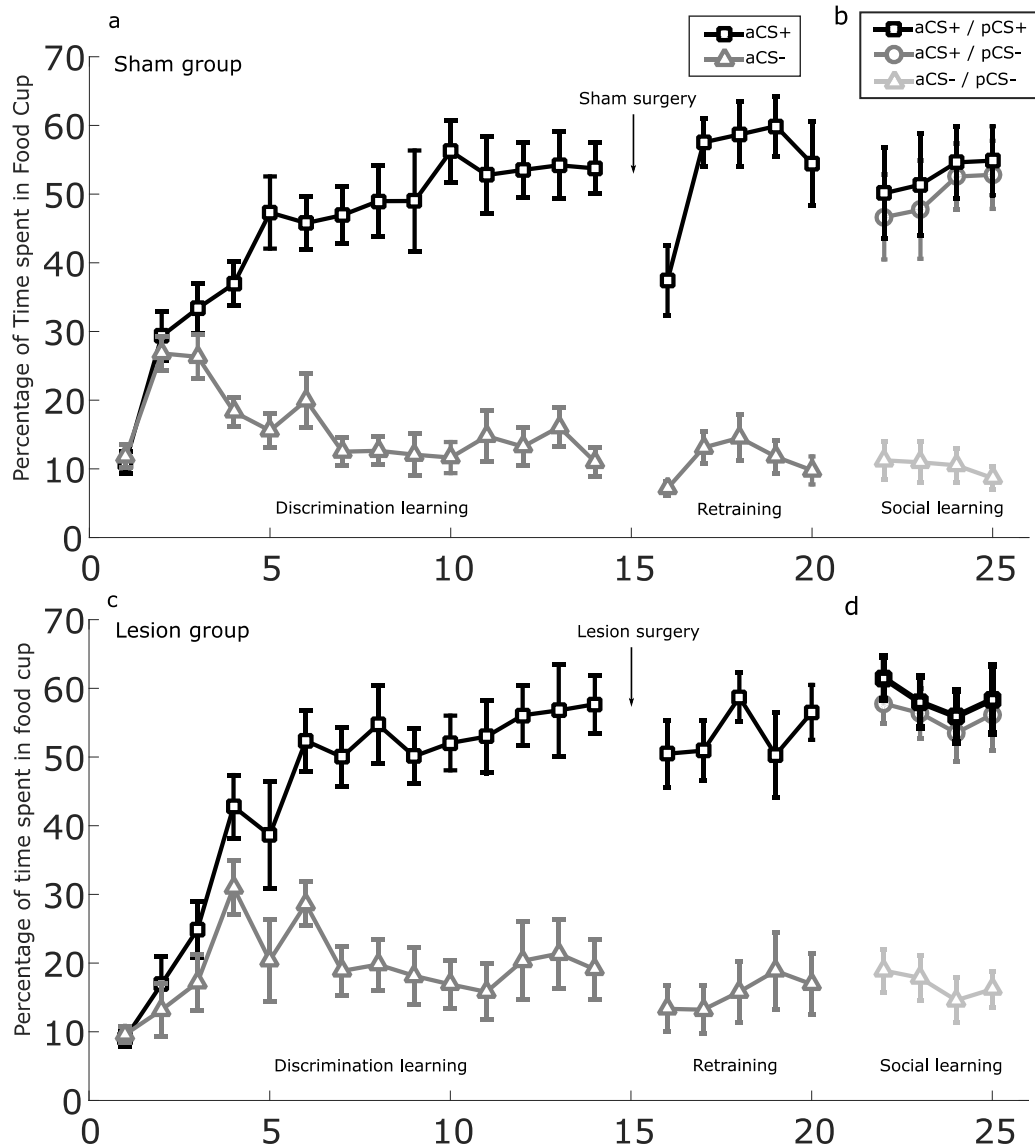 a
b
aCS+
aCS-
aCS+ / pCS+
aCS+ / pCS-
aCS- / pCS-
Sham group
Sham surgery
Percentage of Time spent in Food Cup
70
60
50
40
30
20
10
0
Discrimination learning
Retraining
Social learning
0 5 10 15 20 25
c
d
Lesion group
Lesion surgery
Percentage of time spent in food cup
70
60
50
40
30
20
10
0
Discrimination learning
Retraining
Social learning
0 5 10 15 20 25